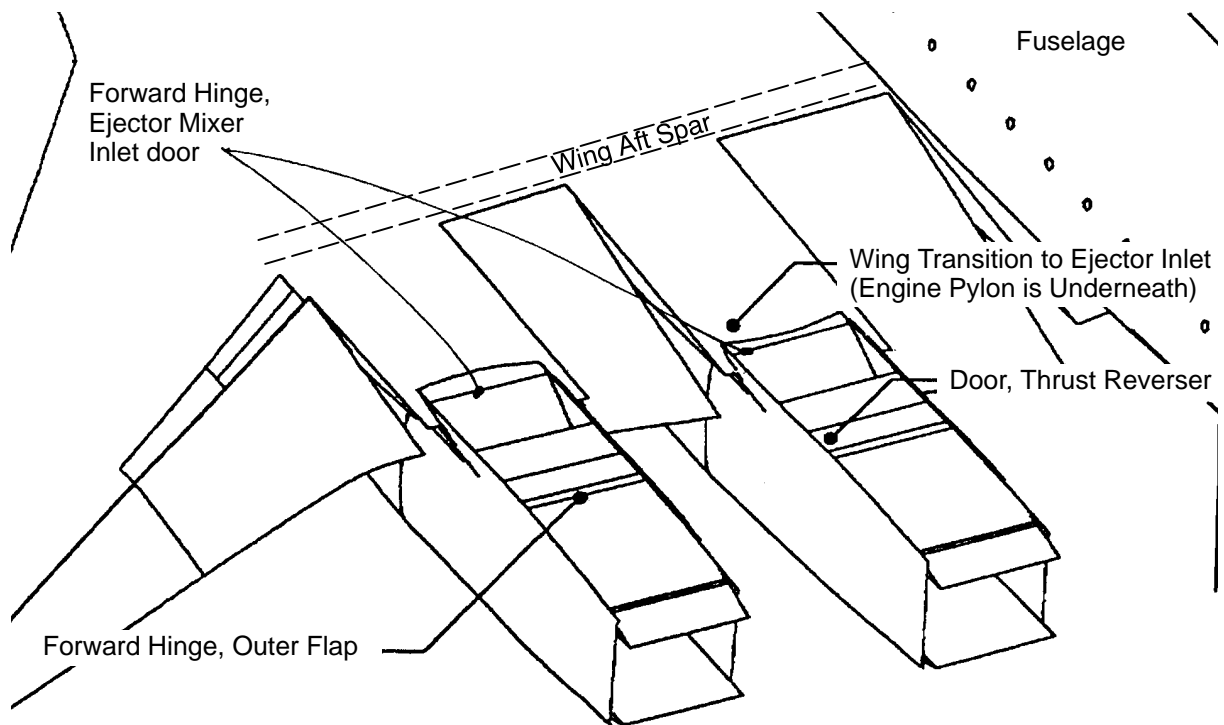 Fuselage
Forward Hinge,
Ejector Mixer
Inlet door
Wing Aft Spar
Wing Transition to Ejector Inlet
(Engine Pylon is Underneath)
Door, Thrust Reverser
Forward Hinge, Outer Flap